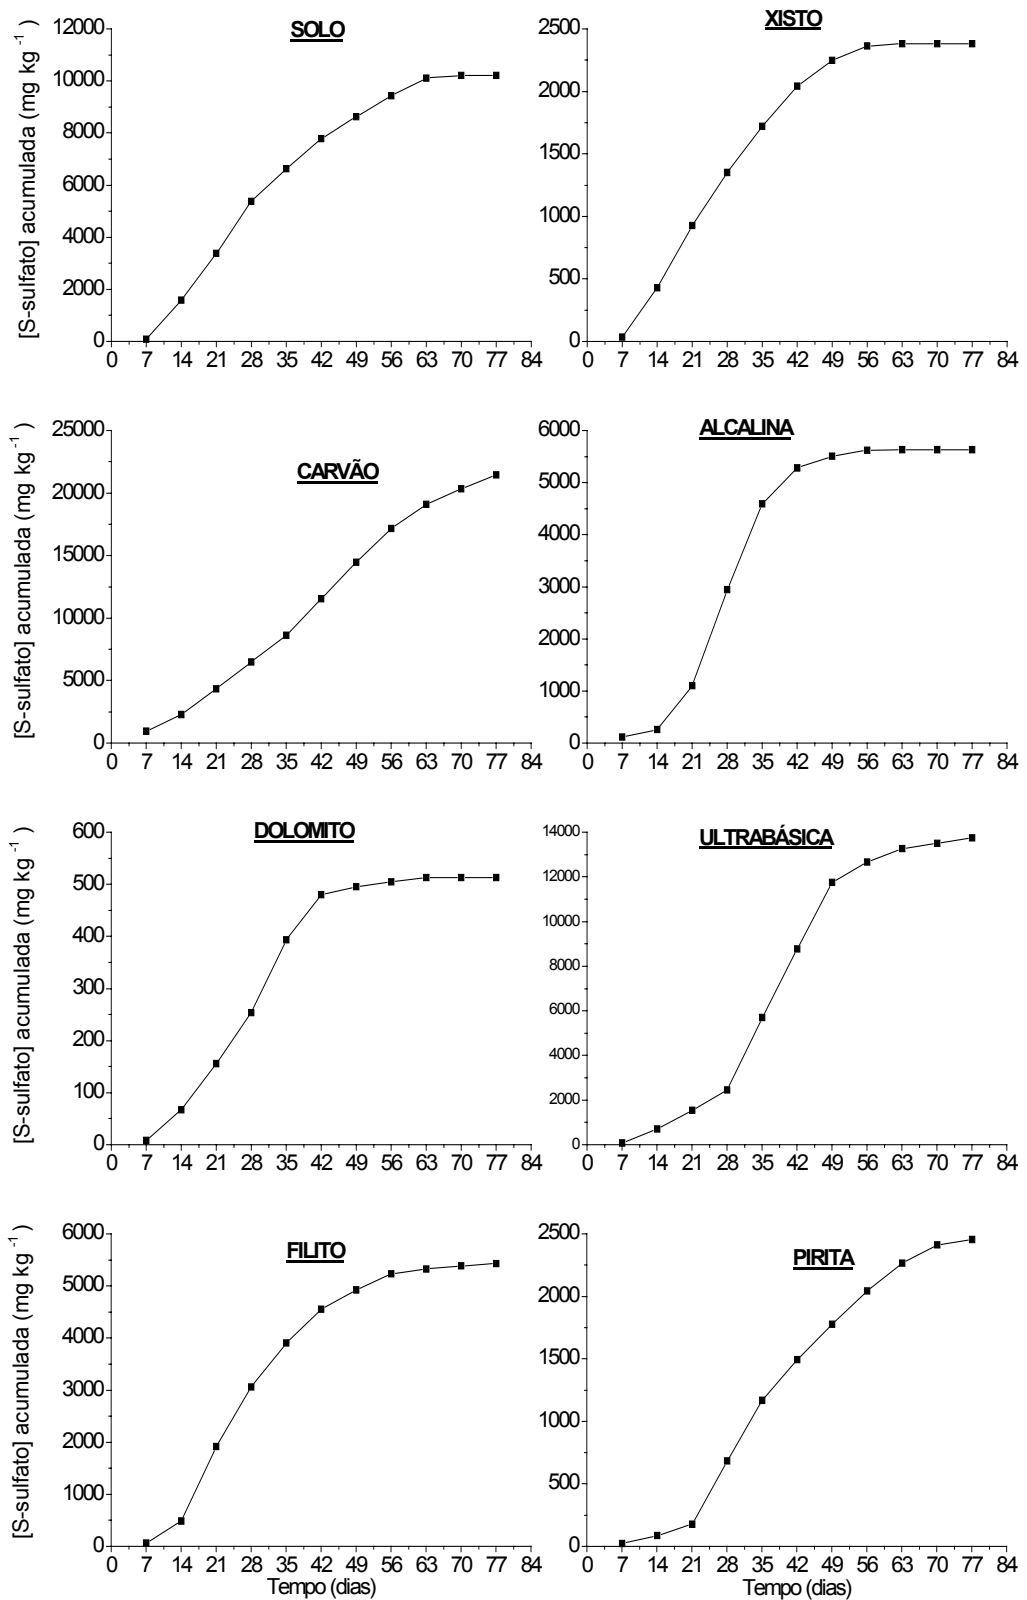 SOLO
[S-sulfato] acumulada (mg kg⁻¹)
12000
10000
8000
6000
4000
2000
0
0 7 14 21 28 35 42 49 56 63 70 77 84
XISTO
2500
2000
1500
1000
500
0
0 7 14 21 28 35 42 49 56 63 70 77 84
CARVÃO
[S-sulfato] acumulada (mg kg⁻¹)
25000
20000
15000
10000
5000
0
0 7 14 21 28 35 42 49 56 63 70 77 84
ALCALINA
6000
5000
4000
3000
2000
1000
0
0 7 14 21 28 35 42 49 56 63 70 77 84
DOLOMITO
[S-sulfato] acumulada (mg kg⁻¹)
600
500
400
300
200
100
0
0 7 14 21 28 35 42 49 56 63 70 77 84
ULTRABÁSICA
14000
12000
10000
8000
6000
4000
2000
0
0 7 14 21 28 35 42 49 56 63 70 77 84
FILITO
[S-sulfato] acumulada (mg kg⁻¹)
6000
5000
4000
3000
2000
1000
0
0 7 14 21 28 35 42 49 56 63 70 77 84
Tempo (dias)
PIRITA
2500
2000
1500
1000
500
0
0 7 14 21 28 35 42 49 56 63 70 77 84
Tempo (dias)